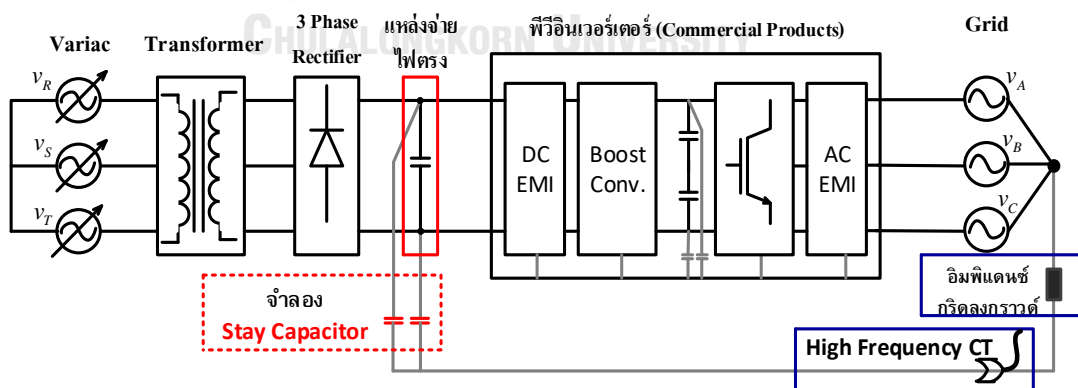 CHULALONGKORN UNIVERSITY
Variac
Transformer
3 Phase
Rectifier
แหล่งจ่าย
ไฟตรง
พีวีอินเวอร์เตอร์ (Commercial Products)
Grid
vR
vS
vT
DC
EMI
Boost
Conv.
AC
EMI
vA
vB
vC
จำลอง
Stay Capacitor
อิมพิแดนซ์
กริดลงกราวด์
High Frequency CT